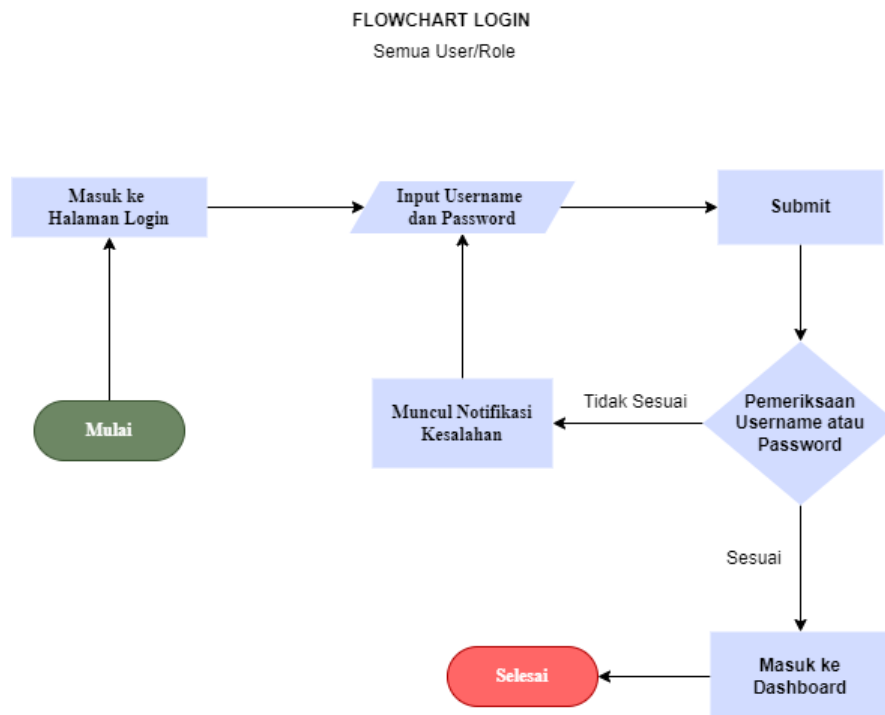 FLOWCHART LOGIN
Semua User/Role
Masuk ke
Halaman Login
Input Username
dan Password
Submit
Mulai
Muncul Notifikasi
Kesalahan
Tidak Sesuai
Pemeriksaan
Username atau
Password
Sesuai
Selesai
Masuk ke
Dashboard